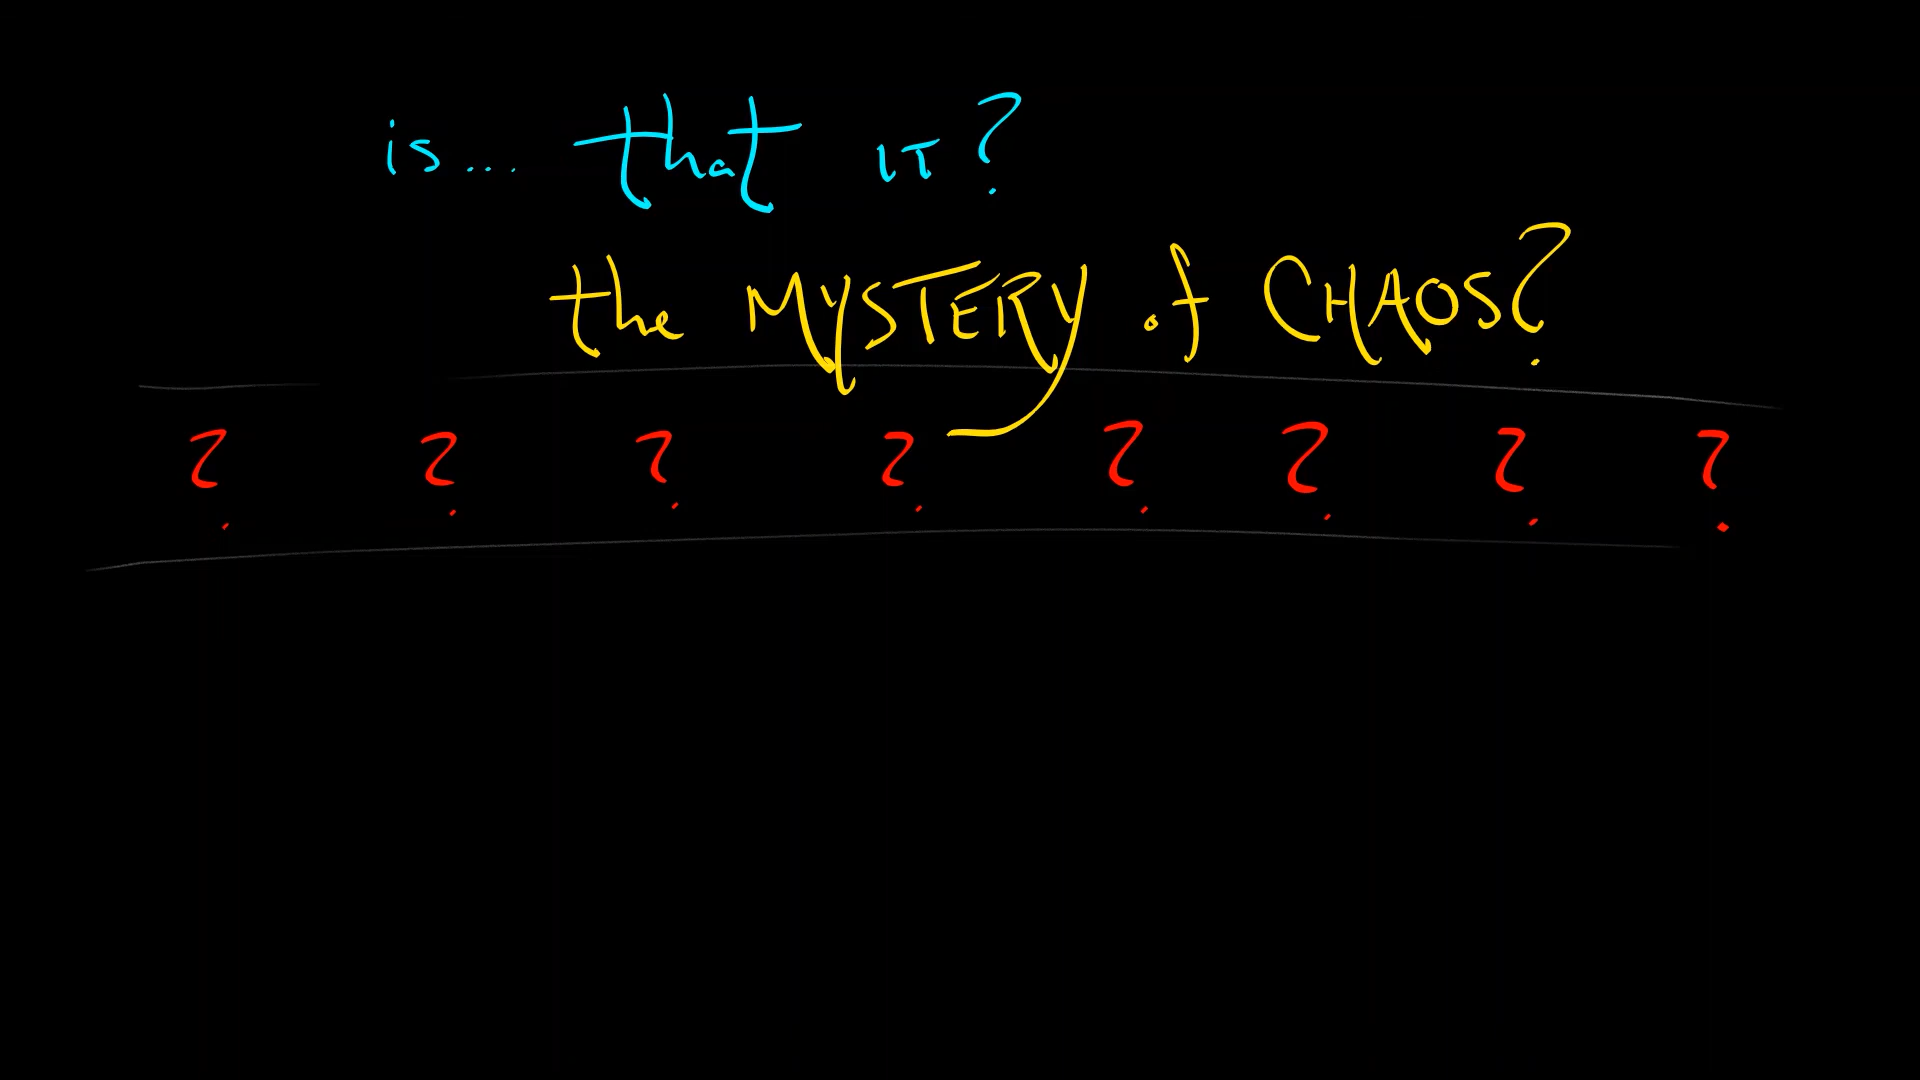 is... that IT?
the MYSTERY of CHAOS?
? ? ? ? ? ? ? ?